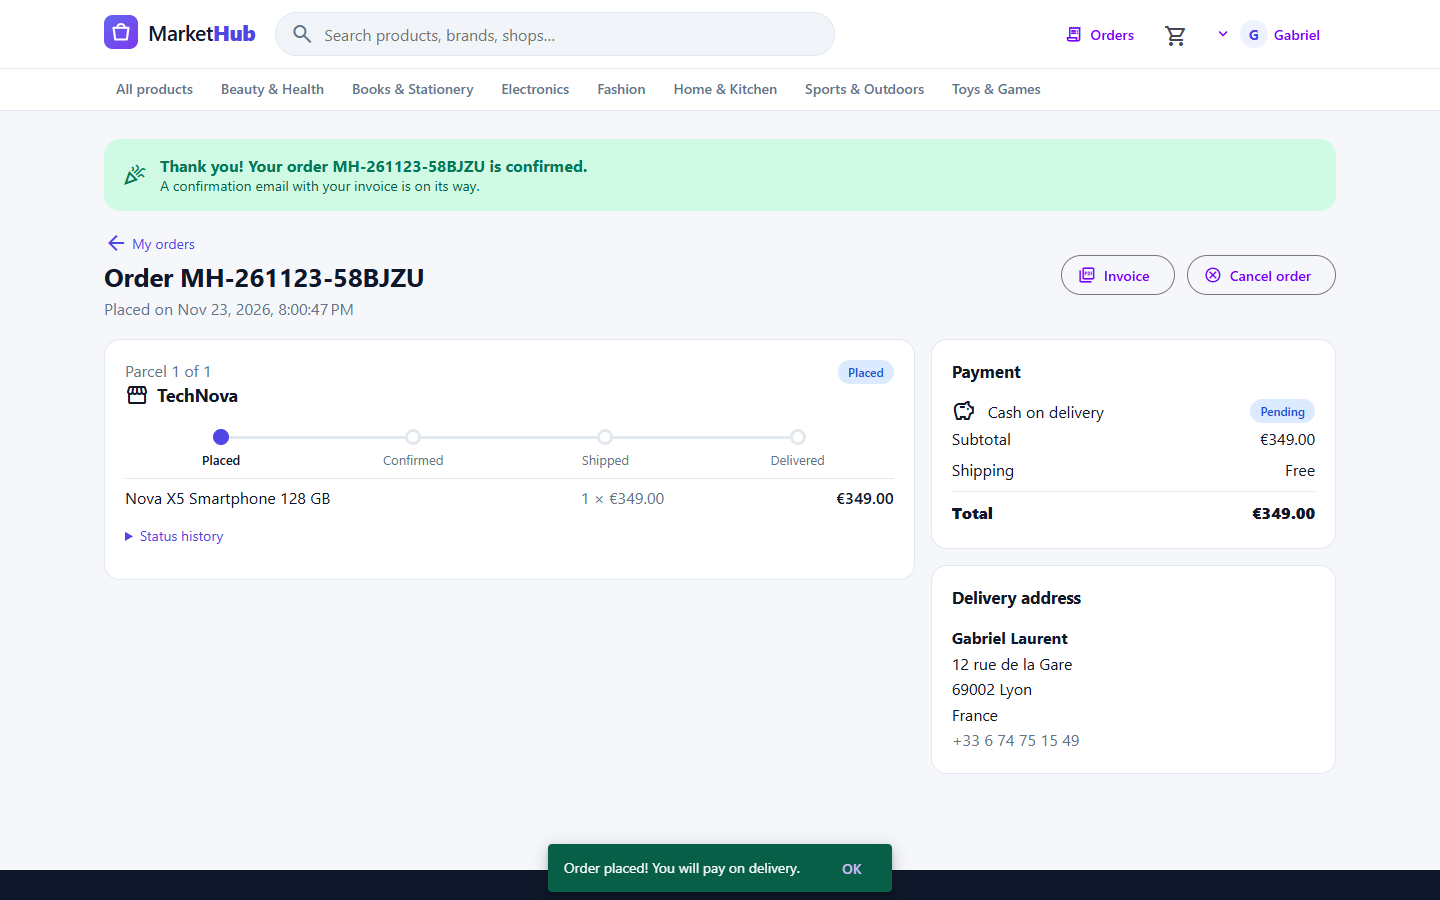 MarketHub
Search products, brands, shops...
Orders
G
Gabriel
All products
Beauty & Health
Books & Stationery
Electronics
Fashion
Home & Kitchen
Sports & Outdoors
Toys & Games
Thank you! Your order MH-261123-58BJZU is confirmed.
A confirmation email with your invoice is on its way.
My orders
Order MH-261123-58BJZU
Placed on Nov 23, 2026, 8:00:47 PM
Invoice
Cancel order
Parcel 1 of 1
Placed
TechNova
Placed
Confirmed
Shipped
Delivered
Nova X5 Smartphone 128 GB
1 × €349.00
€349.00
Status history
Payment
Cash on delivery
Pending
Subtotal
€349.00
Shipping
Free
Total
€349.00
Delivery address
Gabriel Laurent
12 rue de la Gare
69002 Lyon
France
+33 6 74 75 15 49
Order placed! You will pay on delivery.
OK